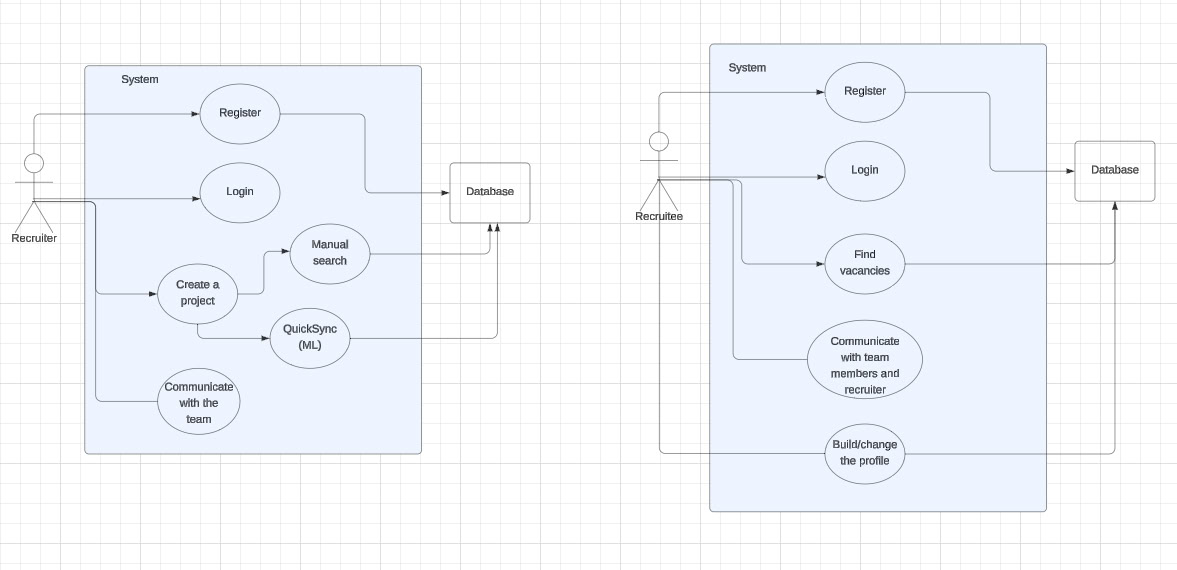 System
Register
Login
Database
Recruiter
Manual
search
Create a
project
QuickSync
(ML)
Communicate
with the
team
System
Register
Login
Database
Recruitee
Find
vacancies
Communicate
with team
members and
recruiter
Build/change
the profile